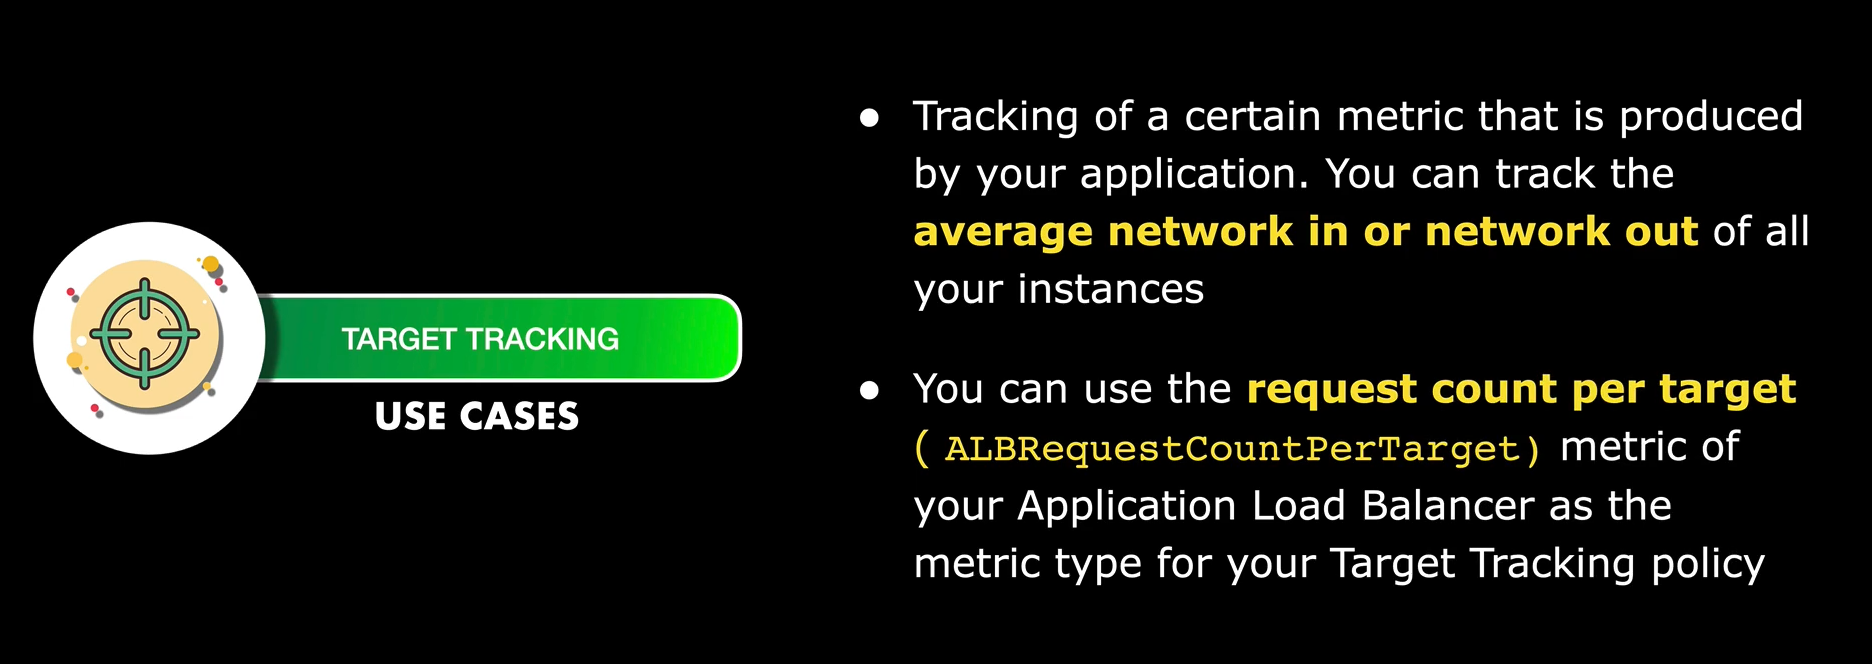 TARGET TRACKING
USE CASES
● Tracking of a certain metric that is produced
by your application. You can track the
average network in or network out of all
your instances
● You can use the request count per target
( ALBRequestCountPerTarget) metric of
your Application Load Balancer as the
metric type for your Target Tracking policy